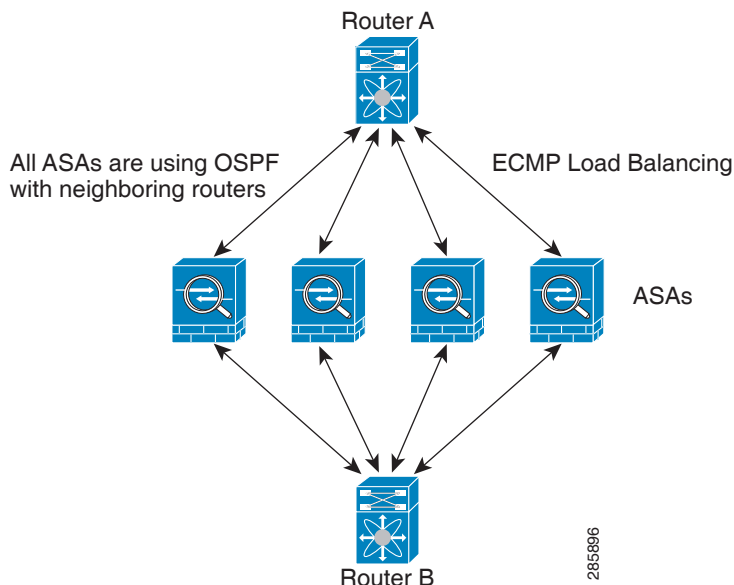 Router A
All ASAs are using OSPF
with neighboring routers
ECMP Load Balancing
ASAs
Router B
285896